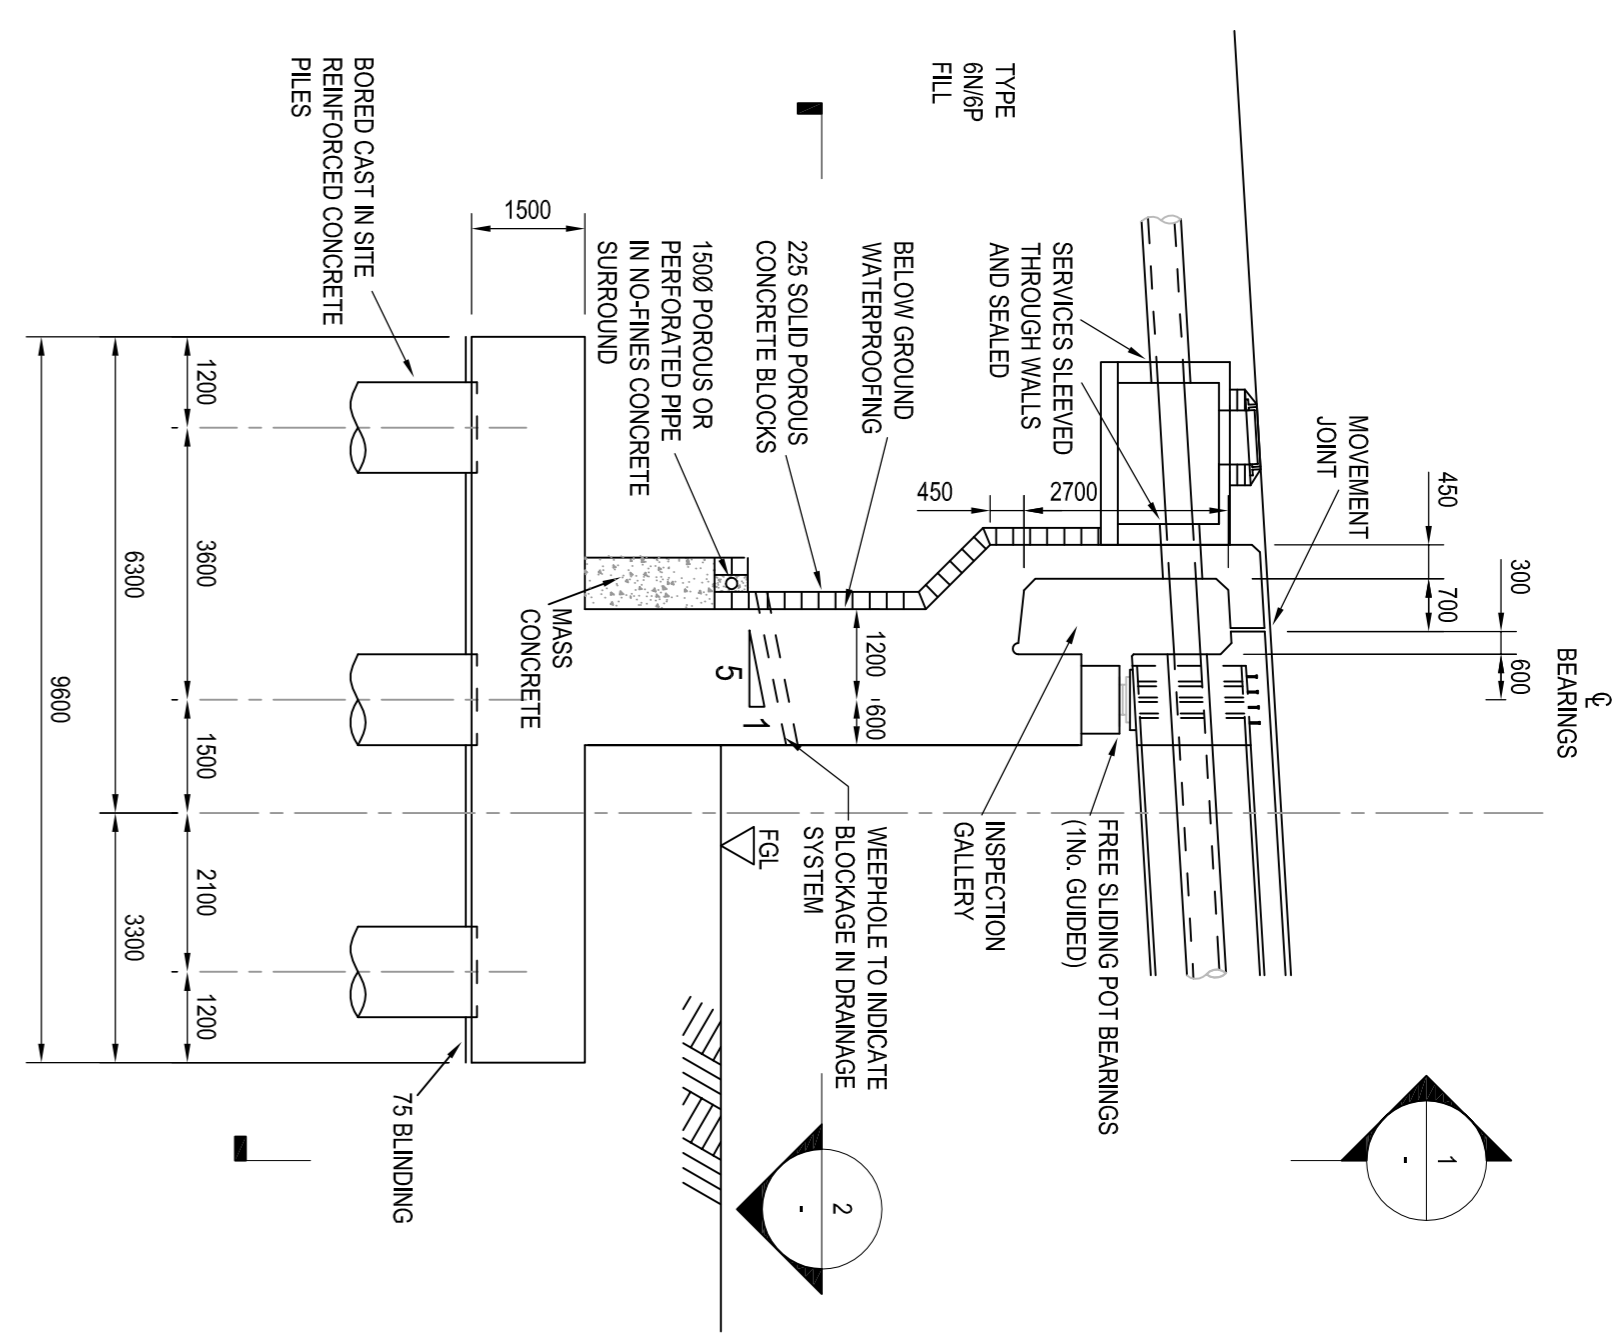 ℄
BEARINGS
300
600
450
700
MOVEMENT
JOINT
TYPE
6N/6P
FILL
SERVICES SLEEVED
THROUGH WALLS
AND SEALED
2700
450
BELOW GROUND
WATERPROOFING
225 SOLID POROUS
CONCRETE BLOCKS
150Ø POROUS OR
PERFORATED PIPE
IN NO-FINES CONCRETE
SURROUND
1500
BORED CAST IN SITE
REINFORCED CONCRETE
PILES
MASS
CONCRETE
1200
600
5
1
FREE SLIDING POT BEARINGS
(1No. GUIDED)
INSPECTION
GALLERY
WEEPHOLE TO INDICATE
BLOCKAGE IN DRAINAGE
SYSTEM
FGL
75 BLINDING
1
-
2
-
1200
3600
1500
2100
1200
6300
3300
9600